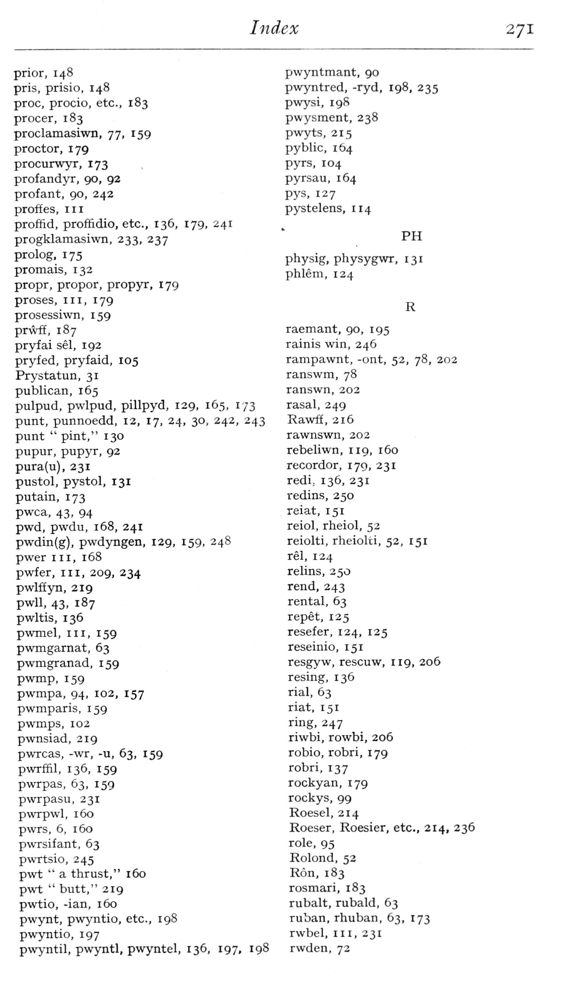 Index 271
prior, 148
pris, prisio, 148
proc, procio, etc., 183
procer, 183
proclamasiwn, 77, 159
proctor, 179
procurwyr, 173
profandyr, 90, 92
profant, 90, 242
proffes, 111
proffid, proffidio, etc., 136, 179, 241
progklamasiwn, 233, 237
prolog, 175
promais, 132
propr, propor, propyr, 179
proses, 111, 179
prosessiwn, 159
prŵff, 187
pryfai sêl, 192
pryfed, pryfaid, 105
Prystatun, 31
publican, 165
pulpud, pwlpud, pillpyd, 129, 165, 173
punt, punnoedd, 12, 17, 24, 30, 242, 243
punt “ pint,” 130
pupur, pupyr, 92
pura(u), 231
pustol, pystol, 131
putain, 173
pwca, 43, 94
pwd, pwdu, 168, 241
pwdin(g), pwdyngen, 129, 159, 248
pwer 111, 168
pwfer, 111, 209, 234
pwlffyn, 219
pwll, 43, 187
pwltis, 136
pwmel, 111, 159
pwmgarnat, 63
pwmgranad, 159
pwmp, 159
pwmpa, 94, 102, 157
pwmparis, 159
pwmps, 102
pwnsiad, 219
pwrcas, -wr, -u, 63, 159
pwrffil, 136, 159
pwrpas, 63, 159
pwrpasu, 231
pwrpwl, 160
pwrs, 6, 160
pwrsifant, 63
pwrtsio, 245
pwt “ a thrust,” 160
pwt “ butt,” 219
pwtio, -ian, 160
pwynt, pwyntio, etc., 198
pwyntio, 197
pwyntil, pwyntl, pwyntel, 136, 197, 198
pwyntmant, 90
pwyntred, -ryd, 198, 235
pwysi, 198
pwysment, 238
pwyts, 215
pyblic, 164
pyrs, 104
pyrsau, 164
pys, 127
pystelens, 114
PH
physig, physygwr, 131
phlêm, 124
R
raemant, 90, 195
rainis win, 246
rampawnt, -ont, 52, 78, 202
ranswm, 78
ranswn, 202
rasal, 249
Rawff, 216
rawnswn, 202
rebeliwn, 119, 160
recordor, 179, 231
redi, 136, 231
redins, 250
reiat, 151
reiol, rheiol, 52
reiolti, rheiolti, 52, 151
rêl, 124
relins, 250
rend, 243
rental, 63
repêt, 125
resefer, 124, 125
reseinio, 151
resgyw, rescuw, 119, 206
resing, 136
rial, 63
riat, 151
ring, 247
riwbi, rowbi, 206
robio, robri, 179
robri, 137
rockyan, 179
rockys, 99
Roesel, 214
Roeser, Roesier, etc., 214, 236
role, 95
Rolond, 52
Rôn, 183
rosmari, 183
rubalt, rubald, 63
ruban, rhuban, 63, 173
rwbel, 111, 231
rwden, 72